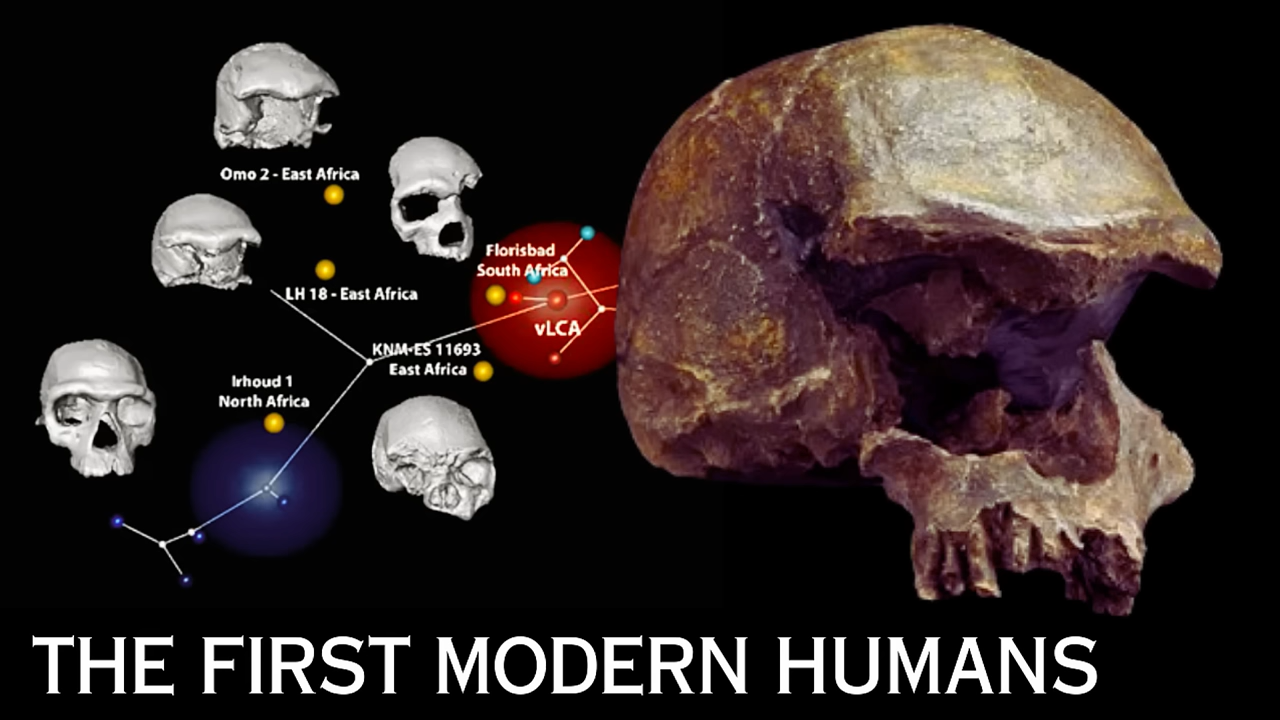 Omo 2 - East Africa
Florisbad
South Africa
LH 18 - East Africa
vLCA
KNM-ES 11693
East Africa
Irhoud 1
North Africa
THE FIRST MODERN HUMANS